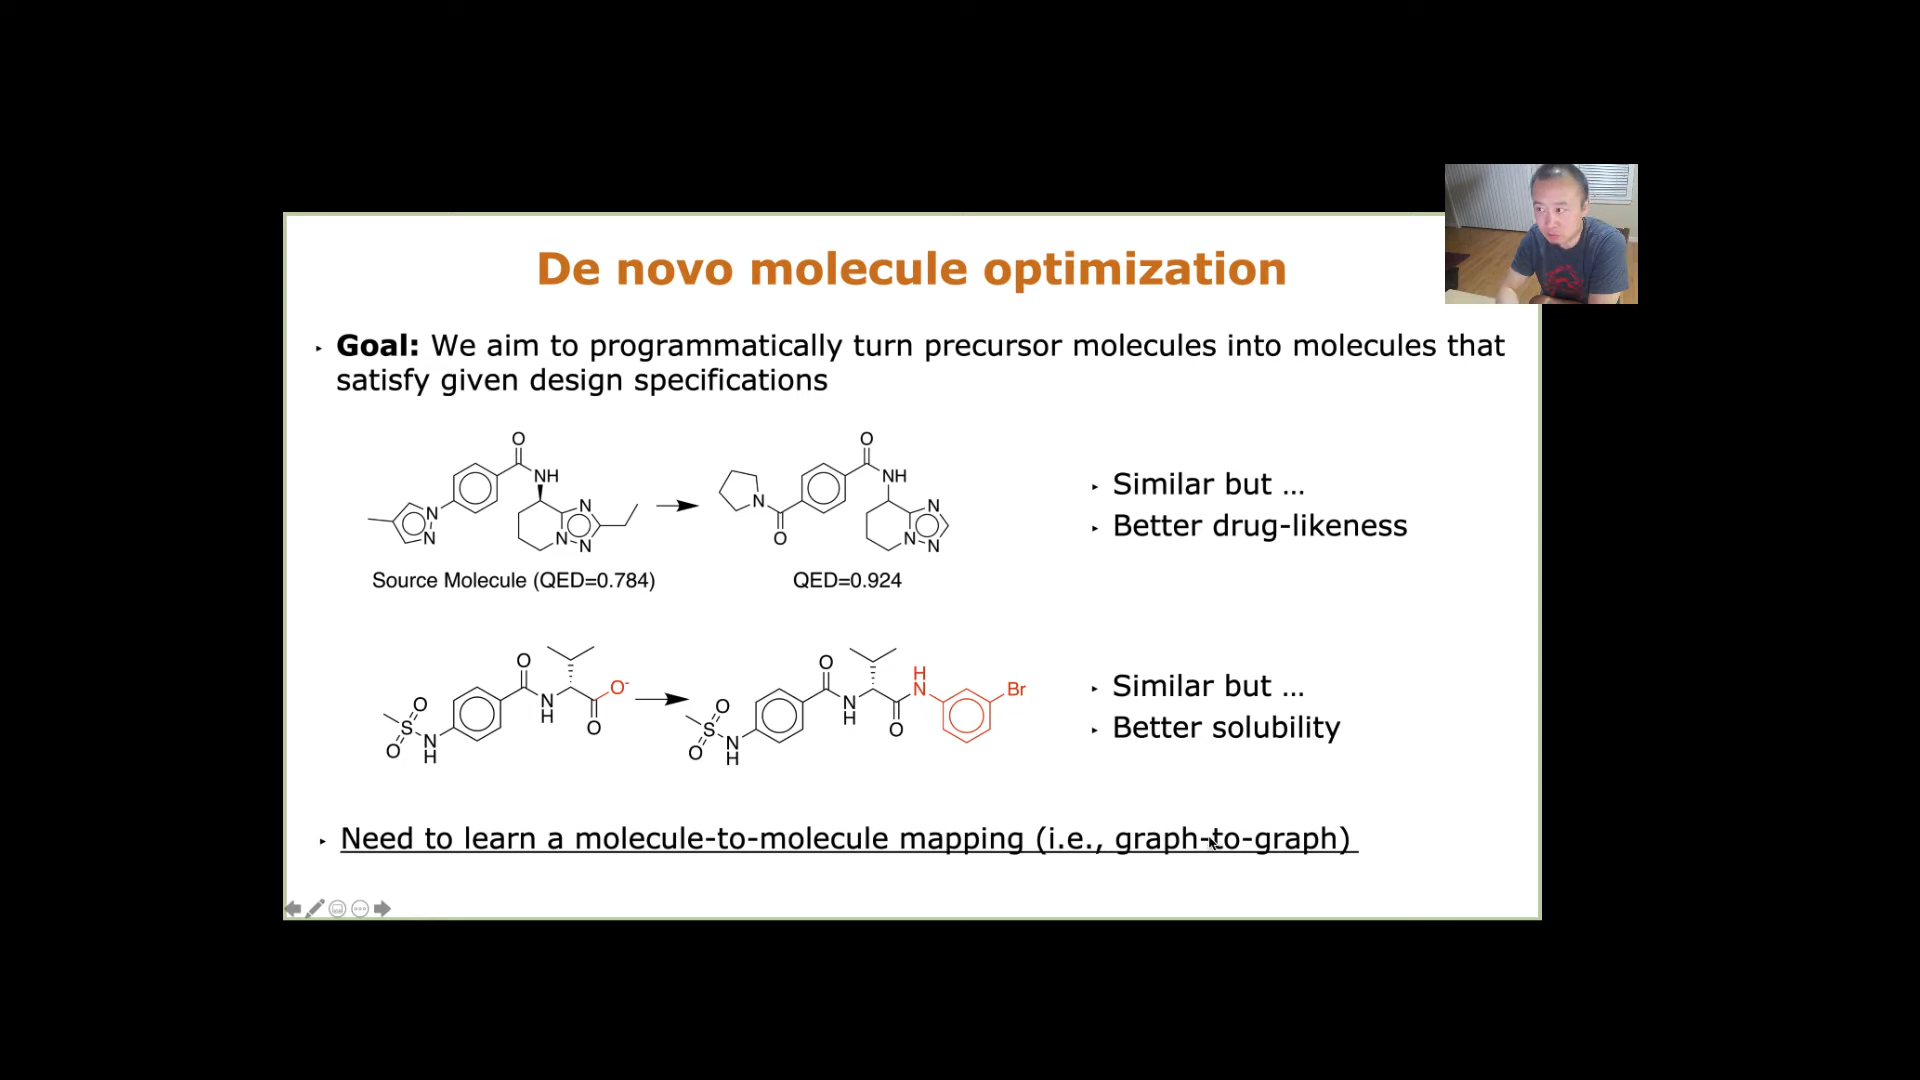 De novo molecule optimization
‣ Goal: We aim to programmatically turn precursor molecules into molecules that
satisfy given design specifications
O
NH
N
N
N
N
N
O
NH
N
O
N
N
N
Source Molecule (QED=0.784)
QED=0.924
‣ Similar but ...
‣ Better drug-likeness
O
O-
N
H
O
O
S
O
N
H
O
H
N
Br
N
H
O
O
S
O
N
H
‣ Similar but ...
‣ Better solubility
‣ Need to learn a molecule-to-molecule mapping (i.e., graph-to-graph)